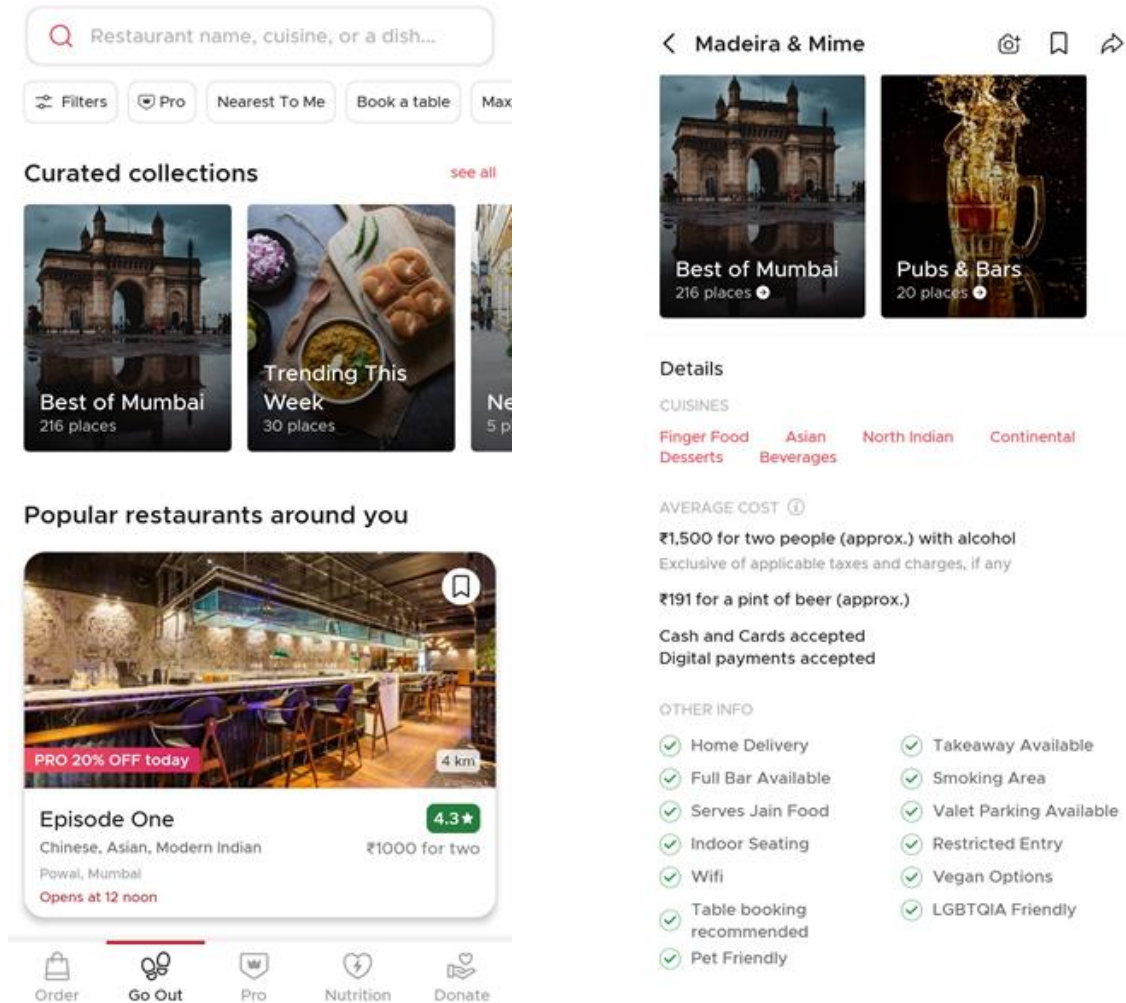 Restaurant name, cuisine, or a dish...
Filters
Pro
Nearest To Me
Book a table
Max
Curated collections
see all
Best of Mumbai
216 places
Trending This
Week
30 places
Ne
5 p
Popular restaurants around you
PRO 20% OFF today
4 km
Episode One
4.3★
Chinese, Asian, Modern Indian
₹1000 for two
Powai, Mumbai
Opens at 12 noon
Order
Go Out
Pro
Nutrition
Donate
Madeira & Mime
Best of Mumbai
216 places
Pubs & Bars
20 places
Details
CUISINES
Finger Food Asian North Indian Continental
Desserts Beverages
AVERAGE COST
₹1,500 for two people (approx.) with alcohol
Exclusive of applicable taxes and charges, if any
₹191 for a pint of beer (approx.)
Cash and Cards accepted
Digital payments accepted
OTHER INFO
Home Delivery
Takeaway Available
Full Bar Available
Smoking Area
Serves Jain Food
Valet Parking Available
Indoor Seating
Restricted Entry
Wifi
Vegan Options
Table booking
recommended
LGBTQIA Friendly
Pet Friendly